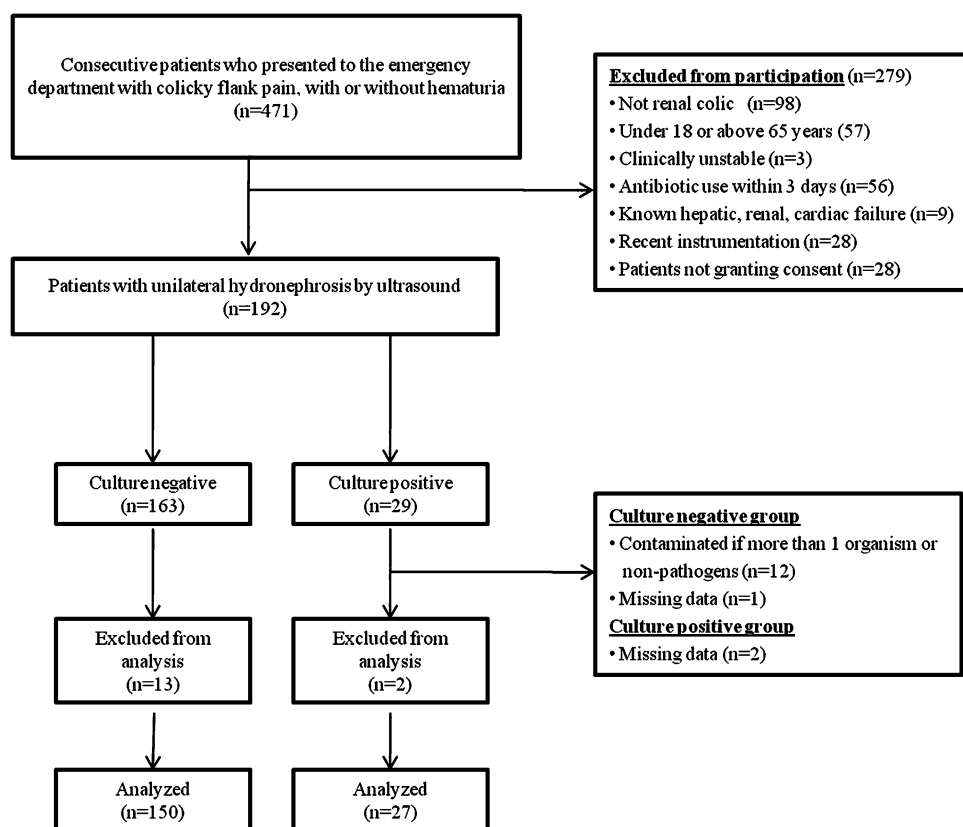 Consecutive patients who presented to the emergency
department with colicky flank pain, with or without hematuria
(n=471)
Excluded from participation (n=279)
• Not renal colic (n=98)
• Under 18 or above 65 years (57)
• Clinically unstable (n=3)
• Antibiotic use within 3 days (n=56)
• Known hepatic, renal, cardiac failure (n=9)
• Recent instrumentation (n=28)
• Patients not granting consent (n=28)
Patients with unilateral hydronephrosis by ultrasound
(n=192)
Culture negative
(n=163)
Culture positive
(n=29)
Culture negative group
• Contaminated if more than 1 organism or
non-pathogens (n=12)
• Missing data (n=1)
Culture positive group
• Missing data (n=2)
Excluded from
analysis
(n=13)
Excluded from
analysis
(n=2)
Analyzed
(n=150)
Analyzed
(n=27)